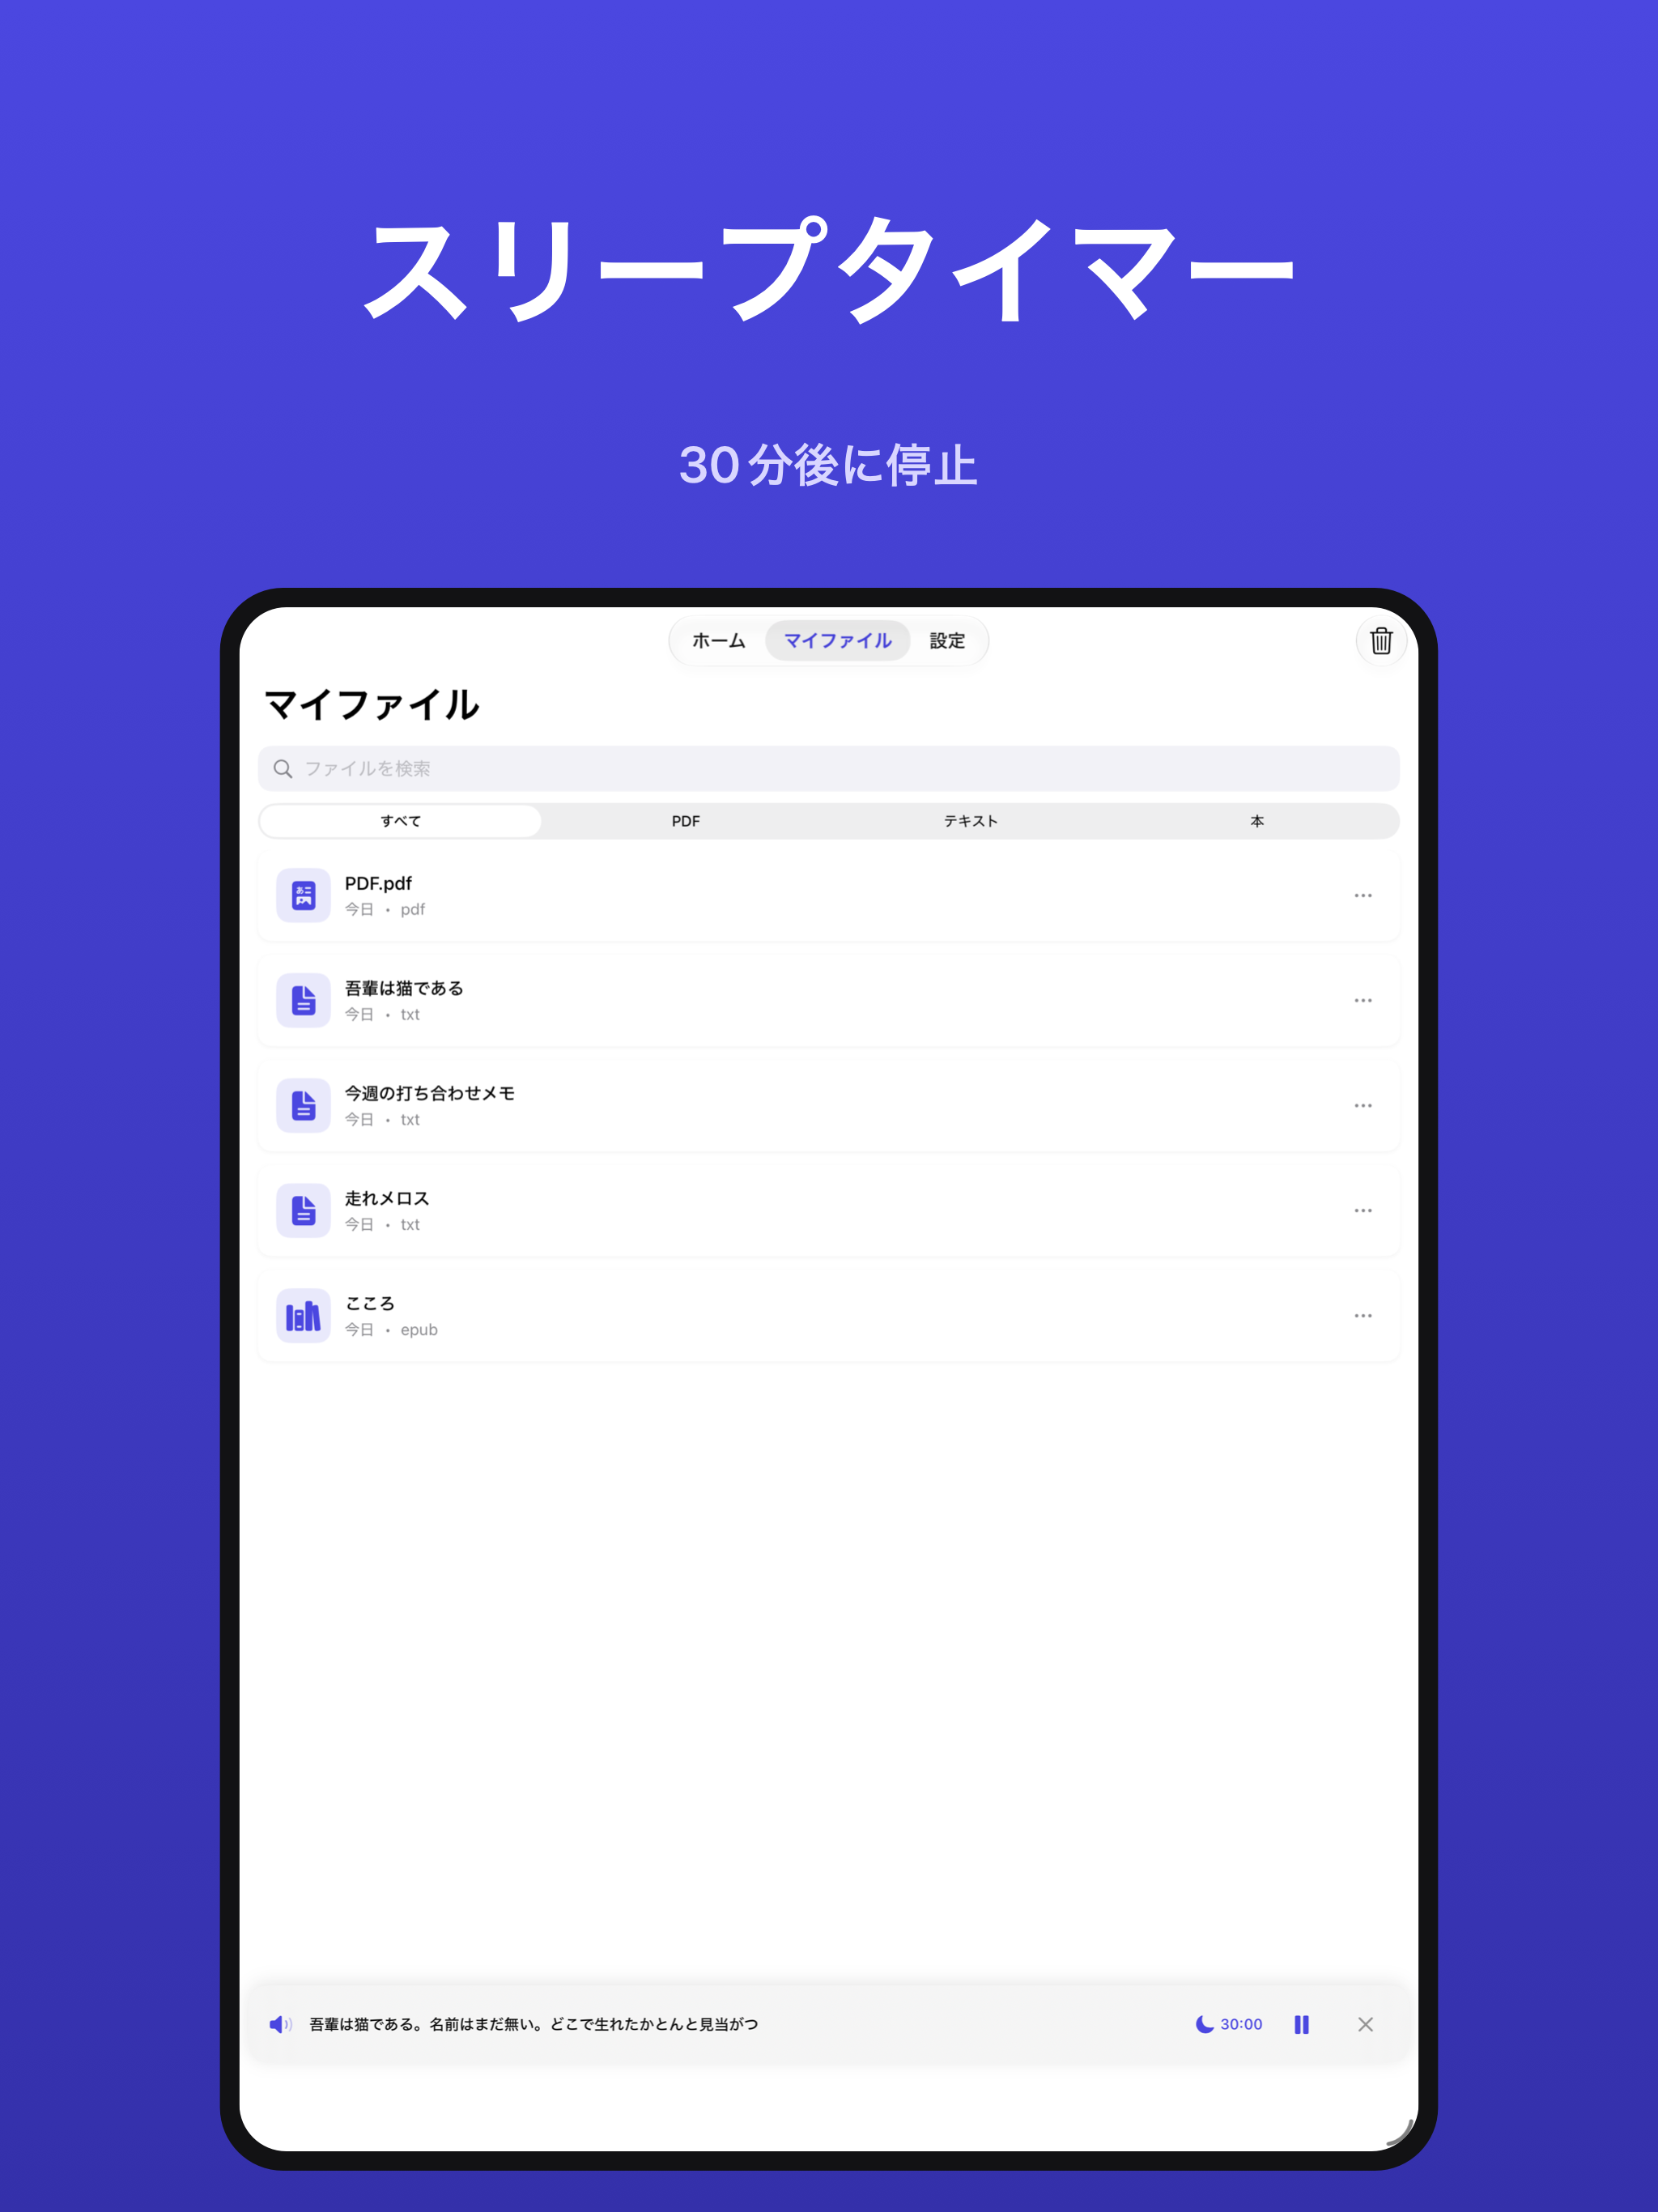 スリープタイマー
30 分後に停止
ホーム マイファイル 設定
マイファイル
ファイルを検索
すべて PDF テキスト 本
PDF.pdf
今日 • pdf
吾輩は猫である
今日 • txt
今週の打ち合わせメモ
今日 • txt
走れメロス
今日 • txt
こころ
今日 • epub
吾輩は猫である。名前はまだ無い。どこで生れたかとんと見当がつ 30:00